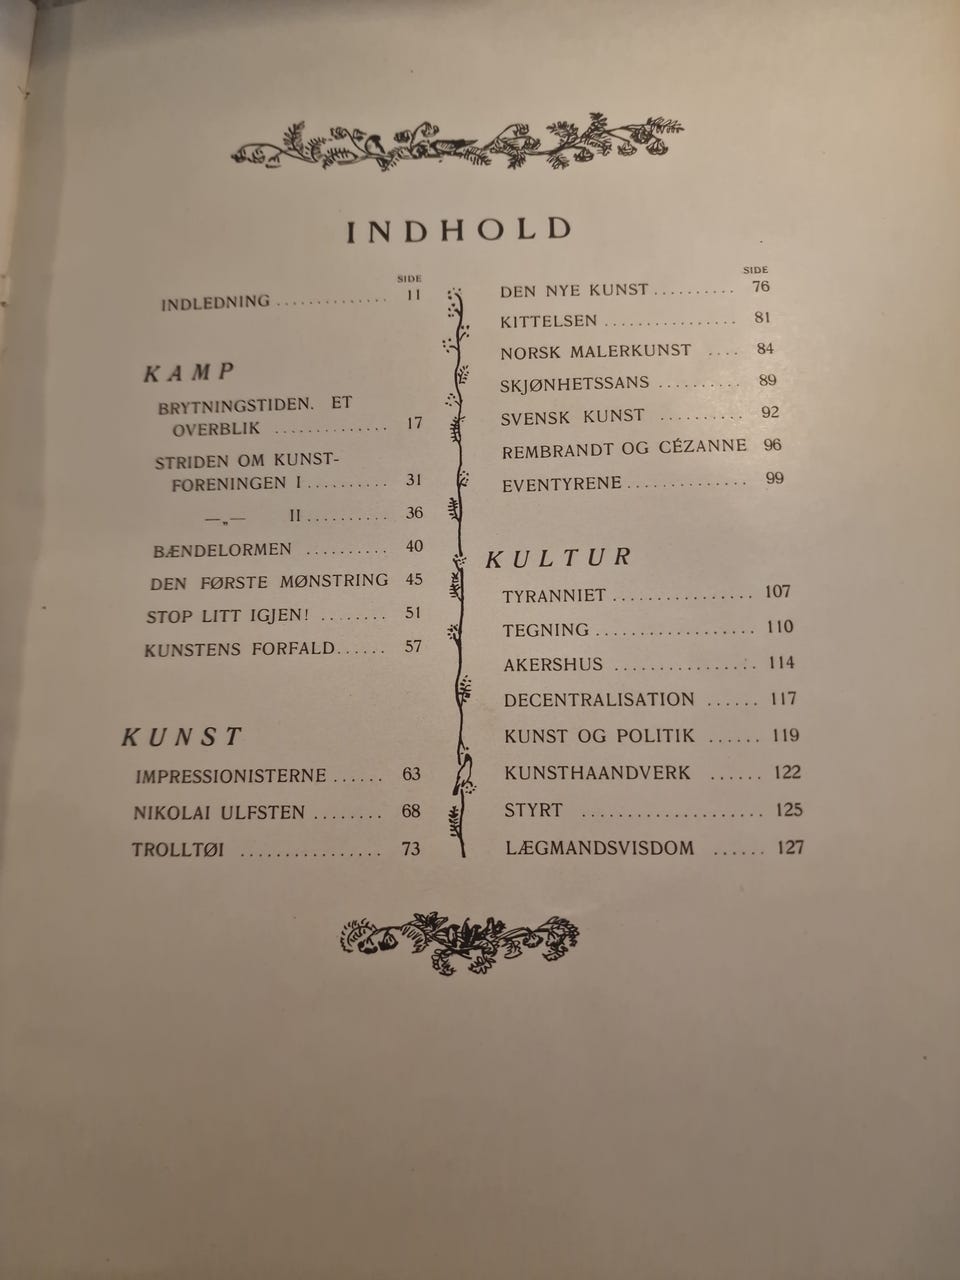 INDHOLD
SIDE
INDLEDNING .............. 11
KAMP
BRYTNINGSTIDEN. ET
OVERBLIK .............. 17
STRIDEN OM KUNST-
FORENINGEN I .......... 31
—„— II .......... 36
BÆNDELORMEN .......... 40
DEN FØRSTE MØNSTRING 45
STOP LITT IGJEN! ........ 51
KUNSTENS FORFALD...... 57
KUNST
IMPRESSIONISTERNE ...... 63
NIKOLAI ULFSTEN ........ 68
TROLLTØI ................ 73
SIDE
DEN NYE KUNST .......... 76
KITTELSEN ................ 81
NORSK MALERKUNST .... 84
SKJØNHETSSANS .......... 89
SVENSK KUNST .......... 92
REMBRANDT OG CÉZANNE 96
EVENTYRENE .............. 99
KULTUR
TYRANNIET ................ 107
TEGNING .................. 110
AKERSHUS ................ 114
DECENTRALISATION ...... 117
KUNST OG POLITIK ...... 119
KUNSTHAANDVERK ...... 122
STYRT .................... 125
LÆGMANDSVISDOM ...... 127